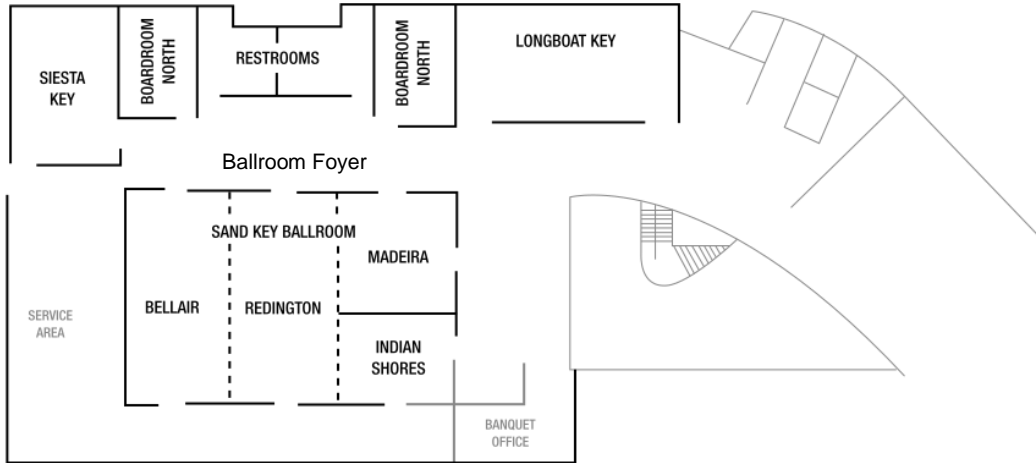 SIESTA
KEY
BOARDROOM
NORTH
RESTROOMS
BOARDROOM
NORTH
LONGBOAT KEY
Ballroom Foyer
SAND KEY BALLROOM
MADEIRA
BELLAIR
REDINGTON
SERVICE
AREA
INDIAN
SHORES
BANQUET
OFFICE